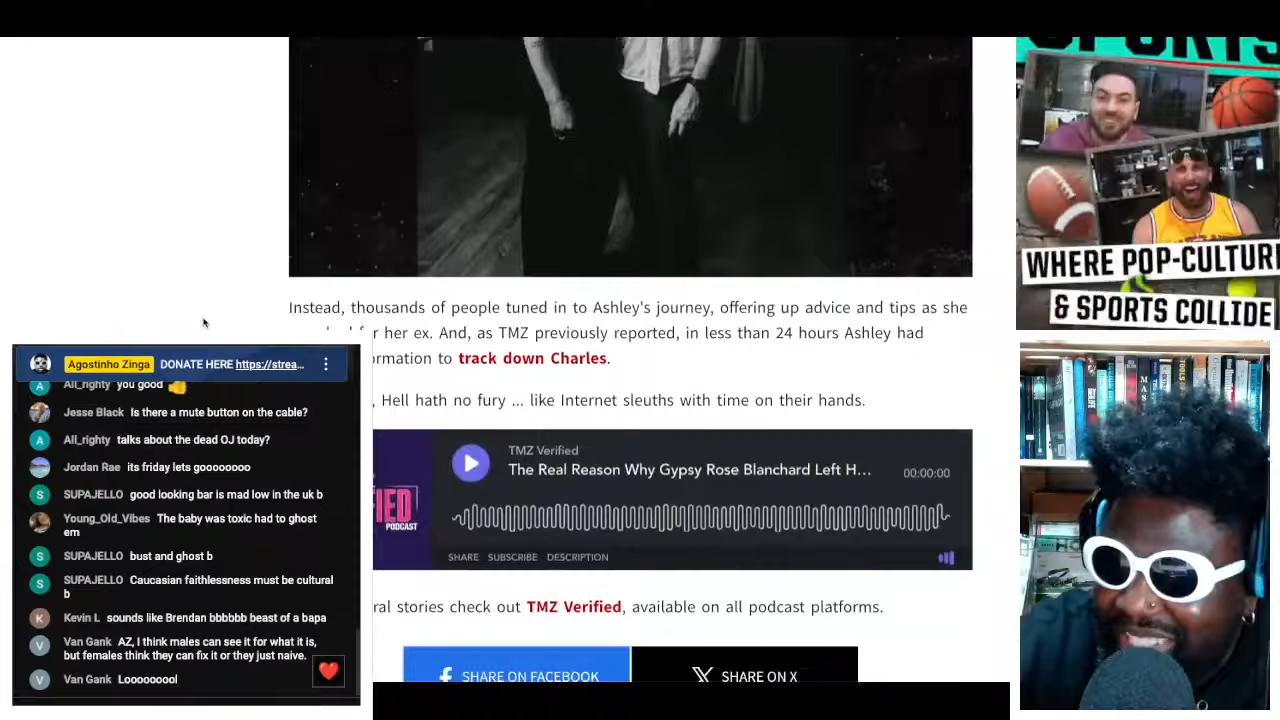 SPORTS
WHERE POP-CULTUR
& SPORTS COLLIDE
Instead, thousands of people tuned in to Ashley's journey, offering up advice and tips as she
for her ex. And, as TMZ previously reported, in less than 24 hours Ashley had
track down Charles.
, Hell hath no fury ... like Internet sleuths with time on their hands.
TMZ Verified
The Real Reason Why Gypsy Rose Blanchard Left H...
00:00:00
PODCAST
SHARE SUBSCRIBE DESCRIPTION
stories check out TMZ Verified, available on all podcast platforms.
SHARE ON FACEBOOK
SHARE ON X
Agostinho Zinga DONATE HERE https://strea...
All_righty you good
Jesse Black Is there a mute button on the cable?
All_righty talks about the dead OJ today?
Jordan Rae its friday lets goooooooo
SUPAJELLO good looking bar is mad low in the uk b
Young_Old_Vibes The baby was toxic had to ghost
em
SUPAJELLO bust and ghost b
SUPAJELLO Caucasian faithlessness must be cultural
b
Kevin L sounds like Brendan bbbbbb beast of a bapa
Van Gank AZ, I think males can see it for what it is,
but females think they can fix it or they just naive.
Van Gank Looooooool